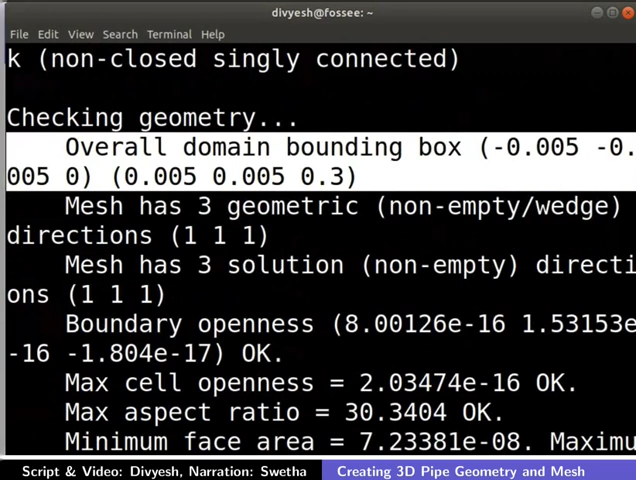 divyesh@fossee: ~
File Edit View Search Terminal Help
k (non-closed singly connected)
Checking geometry...
Overall domain bounding box (-0.005 -0.
005 0) (0.005 0.005 0.3)
Mesh has 3 geometric (non-empty/wedge)
directions (1 1 1)
Mesh has 3 solution (non-empty) directi
ons (1 1 1)
Boundary openness (8.00126e-16 1.53153e
-16 -1.804e-17) OK.
Max cell openness = 2.03474e-16 OK.
Max aspect ratio = 30.3404 OK.
Minimum face area = 7.23381e-08. Maximu
Script & Video: Divyesh, Narration: Swetha
Creating 3D Pipe Geometry and Mesh